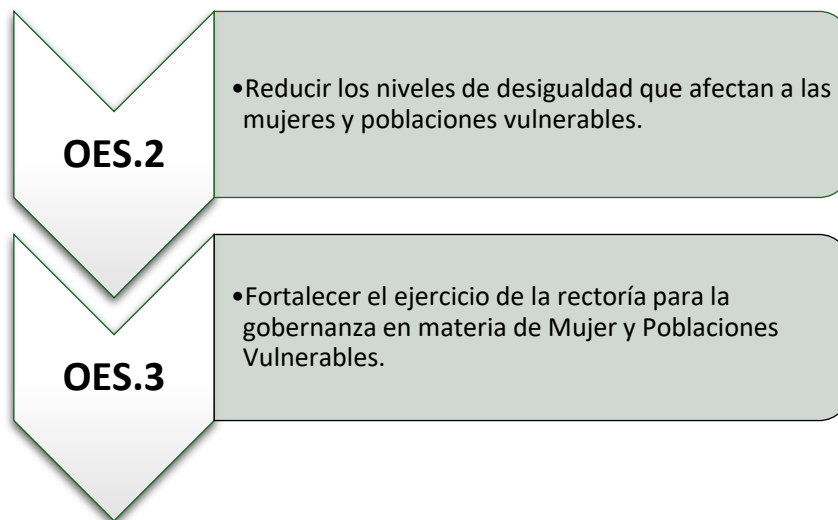 OES.2
•Reducir los niveles de desigualdad que afectan a las
mujeres y poblaciones vulnerables.
OES.3
•Fortalecer el ejercicio de la rectoría para la
gobernanza en materia de Mujer y Poblaciones
Vulnerables.